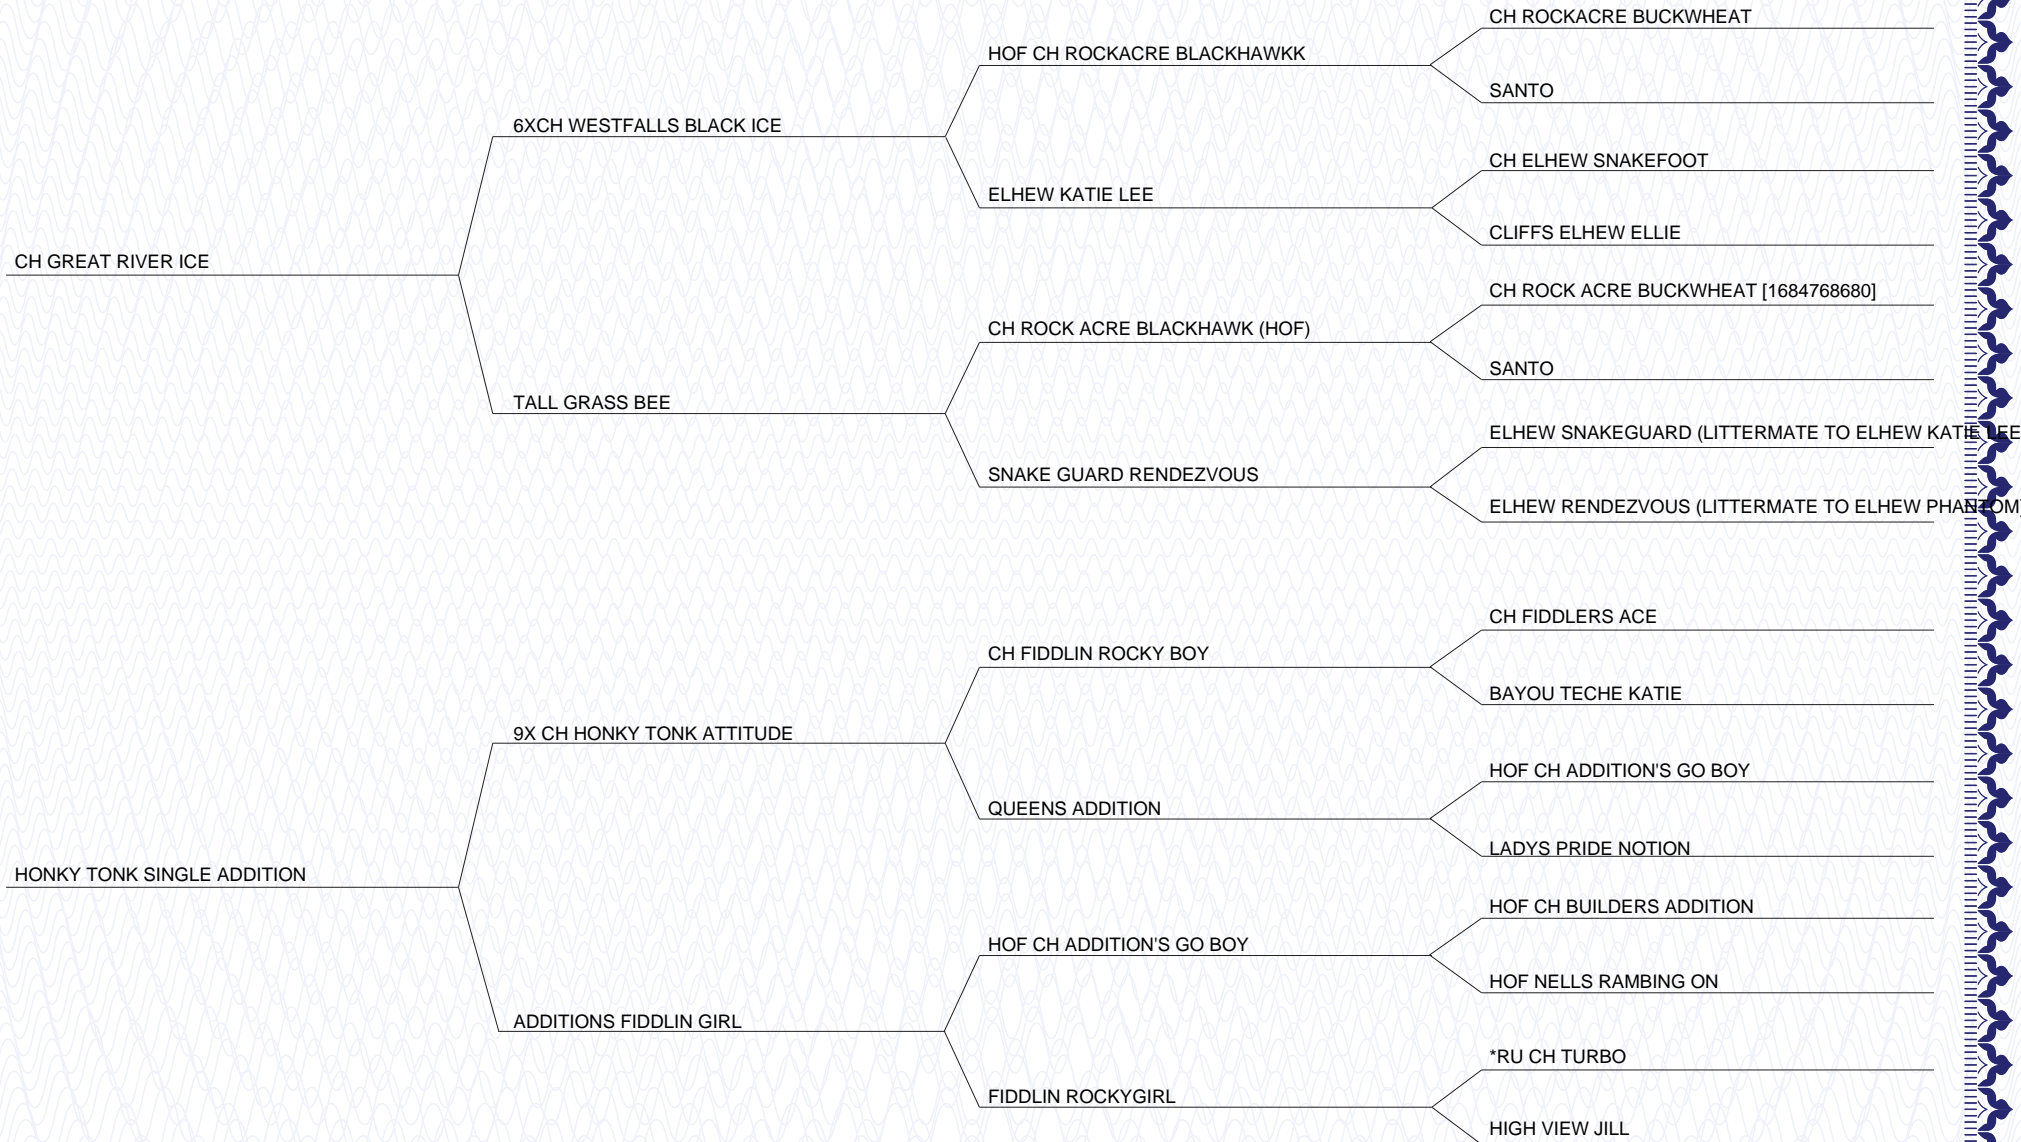 CH ROCKACRE BUCKWHEAT
HOF CH ROCKACRE BLACKHAWKK
SANTO
6XCH WESTFALLS BLACK ICE
CH ELHEW SNAKEFOOT
ELHEW KATIE LEE
CLIFFS ELHEW ELLIE
CH GREAT RIVER ICE
CH ROCK ACRE BUCKWHEAT [1684768680]
CH ROCK ACRE BLACKHAWK (HOF)
SANTO
TALL GRASS BEE
ELHEW SNAKEGUARD (LITTERMATE TO ELHEW KATIE LEE
SNAKE GUARD RENDEZVOUS
ELHEW RENDEZVOUS (LITTERMATE TO ELHEW PHANTOM)
CH FIDDLERS ACE
CH FIDDLIN ROCKY BOY
BAYOU TECHE KATIE
9X CH HONKY TONK ATTITUDE
HOF CH ADDITION'S GO BOY
QUEENS ADDITION
LADYS PRIDE NOTION
HONKY TONK SINGLE ADDITION
HOF CH BUILDERS ADDITION
HOF CH ADDITION'S GO BOY
HOF NELLS RAMBING ON
ADDITIONS FIDDLIN GIRL
*RU CH TURBO
FIDDLIN ROCKYGIRL
HIGH VIEW JILL